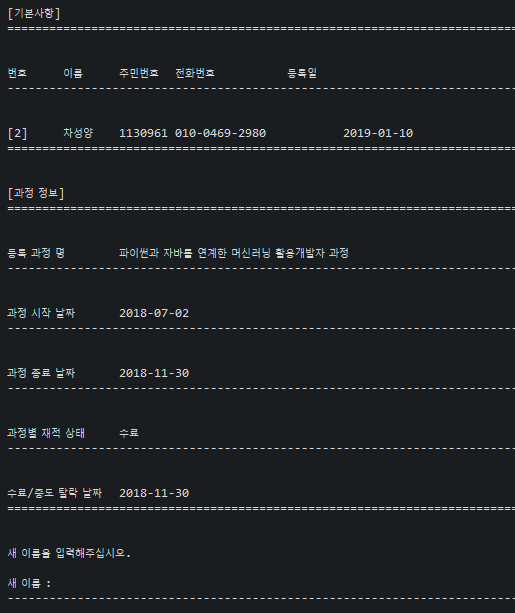 [기본사항]
================================================================
번호 이름 주민번호 전화번호 등록일
----------------------------------------------------------------
[2] 차성양 1130961 010-0469-2980 2019-01-10
================================================================
[과정 정보]
================================================================
등록 과정 명 파이썬과 자바를 연계한 머신러닝 활용개발자 과정
----------------------------------------------------------------
과정 시작 날짜 2018-07-02
----------------------------------------------------------------
과정 종료 날짜 2018-11-30
----------------------------------------------------------------
과정별 재적 상태 수료
----------------------------------------------------------------
수료/중도 탈락 날짜 2018-11-30
================================================================
새 이름을 입력해주십시오.
새 이름 :
----------------------------------------------------------------